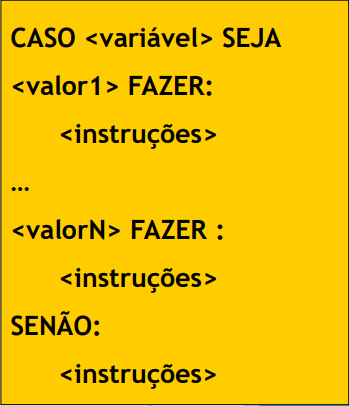 CASO <variável> SEJA
<valor1> FAZER:
<instruções>
...
<valorN> FAZER :
<instruções>
SENÃO:
<instruções>